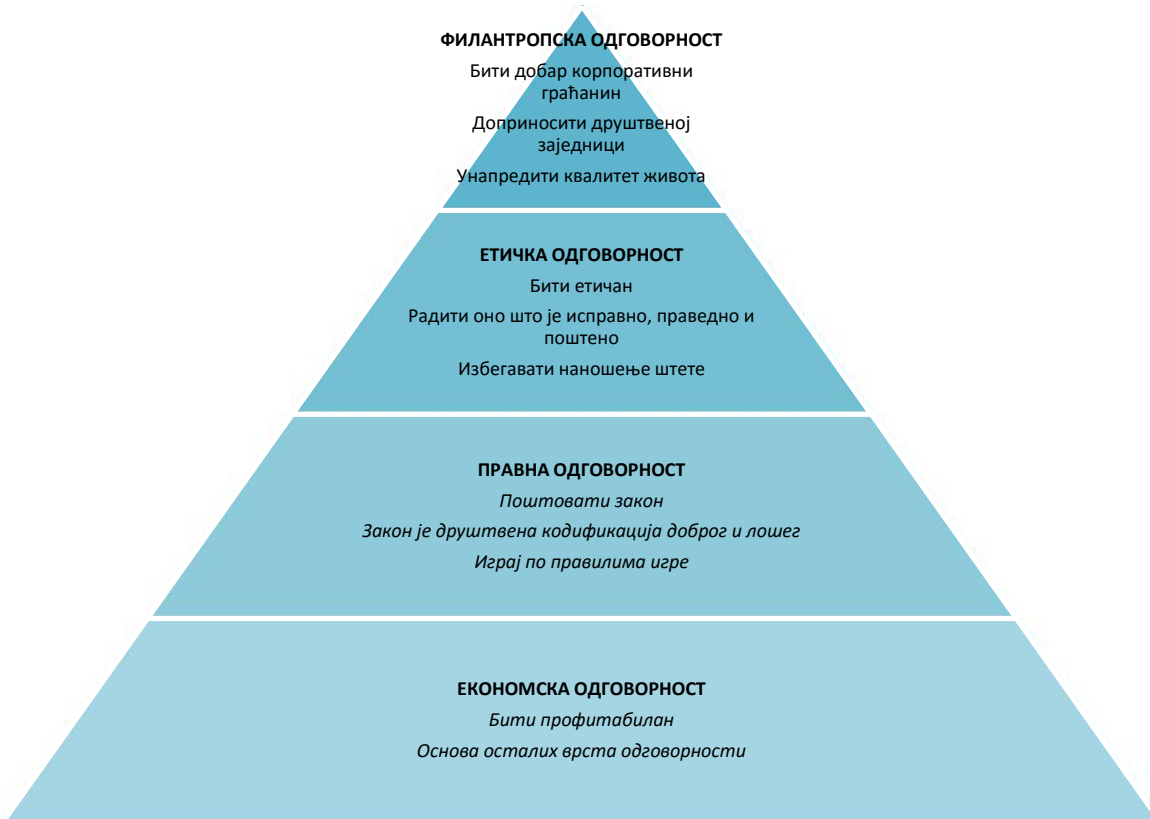 ФИЛАНТРОПСКА ОДГОВОРНОСТ
Бити добар корпоративни
грађанин
Доприносити друштвеној
заједници
Унапредити квалитет живота
ЕТИЧКА ОДГОВОРНОСТ
Бити етичан
Радити оно што је исправно, праведно и
поштено
Избегавати наношење штете
ПРАВНА ОДГОВОРНОСТ
Поштовати закон
Закон је друштвена кодификација доброг и лошег
Играј по правилима игре
ЕКОНОМСКА ОДГОВОРНОСТ
Бити профитабилан
Основа осталих врста одговорности